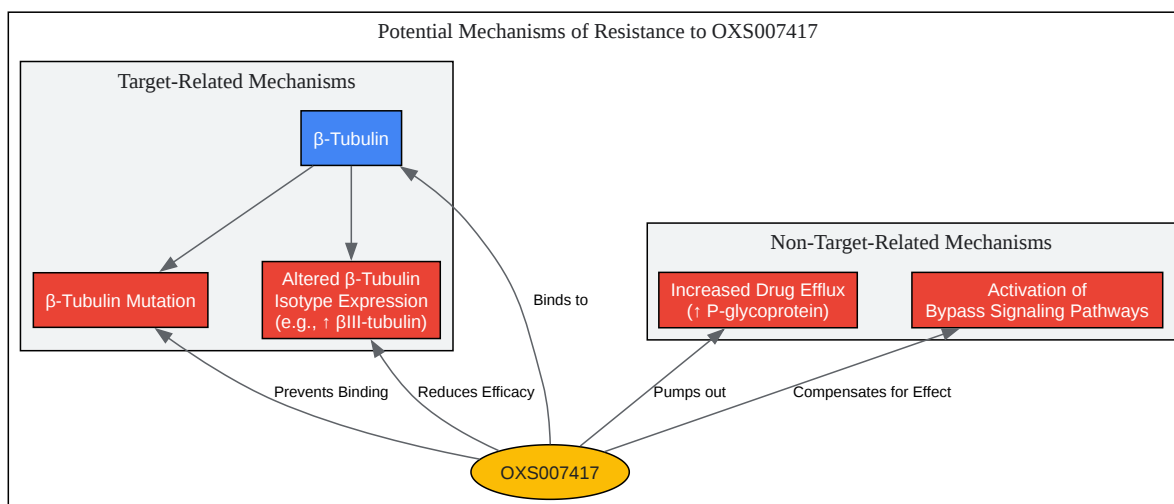 Potential Mechanisms of Resistance to OXS007417
Target-Related Mechanisms
β-Tubulin
β-Tubulin Mutation
Altered β-Tubulin
Isotype Expression
(e.g., ↑ βIII-tubulin)
Binds to
Non-Target-Related Mechanisms
Increased Drug Efflux
(↑ P-glycoprotein)
Activation of
Bypass Signaling Pathways
Prevents Binding
Reduces Efficacy
Pumps out
Compensates for Effect
OXS007417